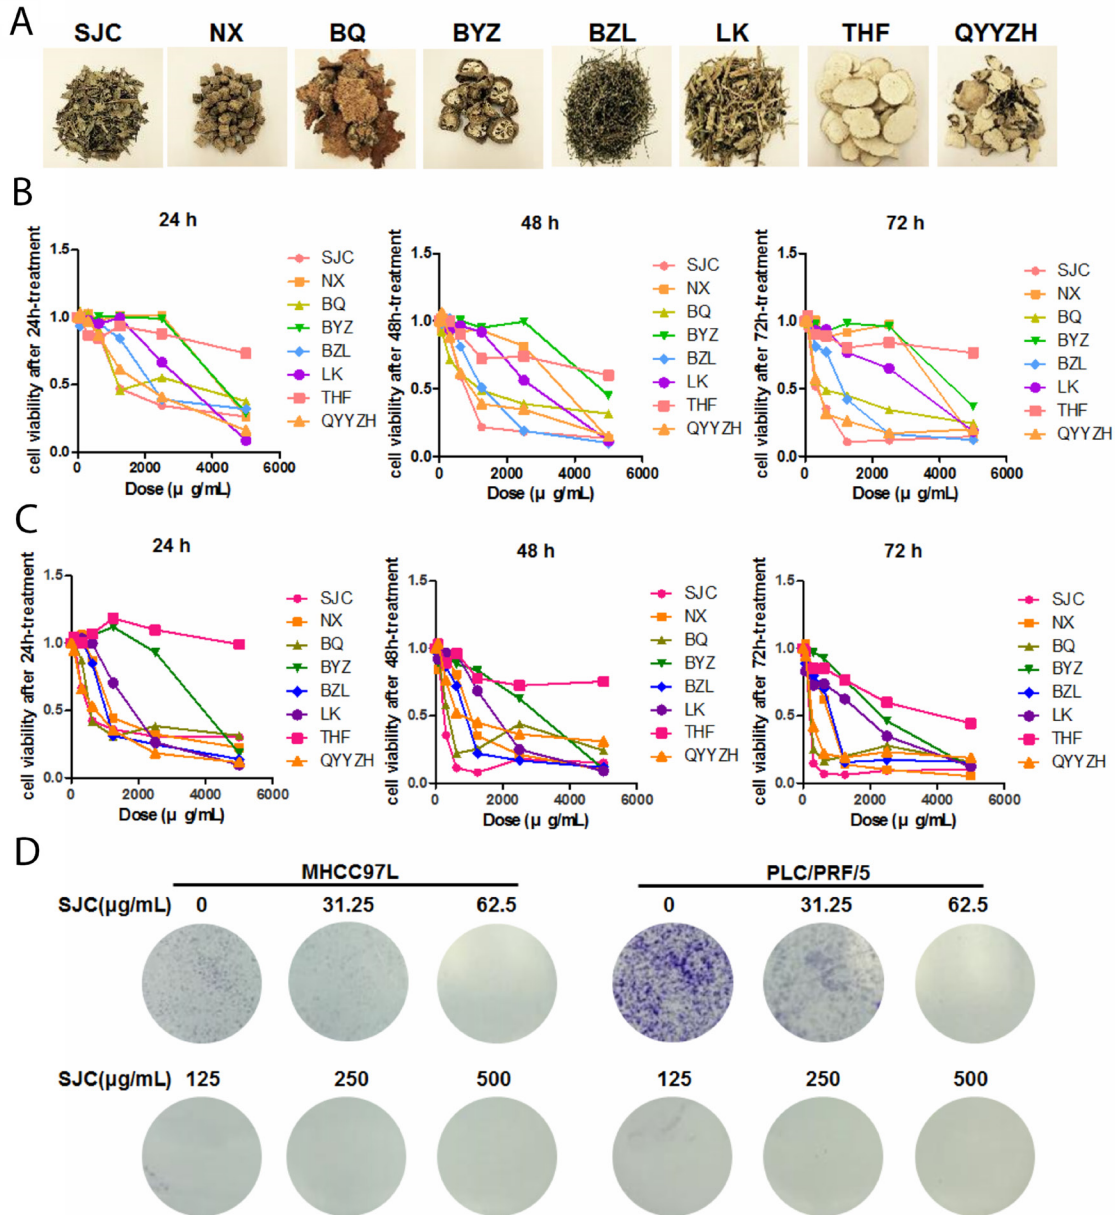 A
SJC NX BQ BYZ BZL LK THF QYYZH
B
24 h
cell viability after 24h-treatment
1.5
1.0
0.5
0.0
0 2000 4000 6000
Dose (μ g/mL)
SJC
NX
BQ
BYZ
BZL
LK
THF
QYYZH
48 h
cell viability after 48h-treatment
1.5
1.0
0.5
0.0
0 2000 4000 6000
Dose (μ g/mL)
SJC
NX
BQ
BYZ
BZL
LK
THF
QYYZH
72 h
cell viability after 72h-treatment
1.5
1.0
0.5
0.0
0 2000 4000 6000
Dose (μ g/mL)
SJC
NX
BQ
BYZ
BZL
LK
THF
QYYZH
C
24 h
cell viability after 24h-treatment
1.5
1.0
0.5
0.0
0 2000 4000 6000
Dose (μ g/mL)
SJC
NX
BQ
BYZ
BZL
LK
THF
QYYZH
48 h
cell viability after 48h-treatment
1.5
1.0
0.5
0.0
0 2000 4000 6000
Dose (μ g/mL)
SJC
NX
BQ
BYZ
BZL
LK
THF
QYYZH
72 h
cell viability after 72h-treatment
1.5
1.0
0.5
0.0
0 2000 4000 6000
Dose (μ g/mL)
SJC
NX
BQ
BYZ
BZL
LK
THF
QYYZH
D
MHCC97L PLC/PRF/5
SJC(μg/mL) 0 31.25 62.5 0 31.25 62.5
SJC(μg/mL) 125 250 500 125 250 500